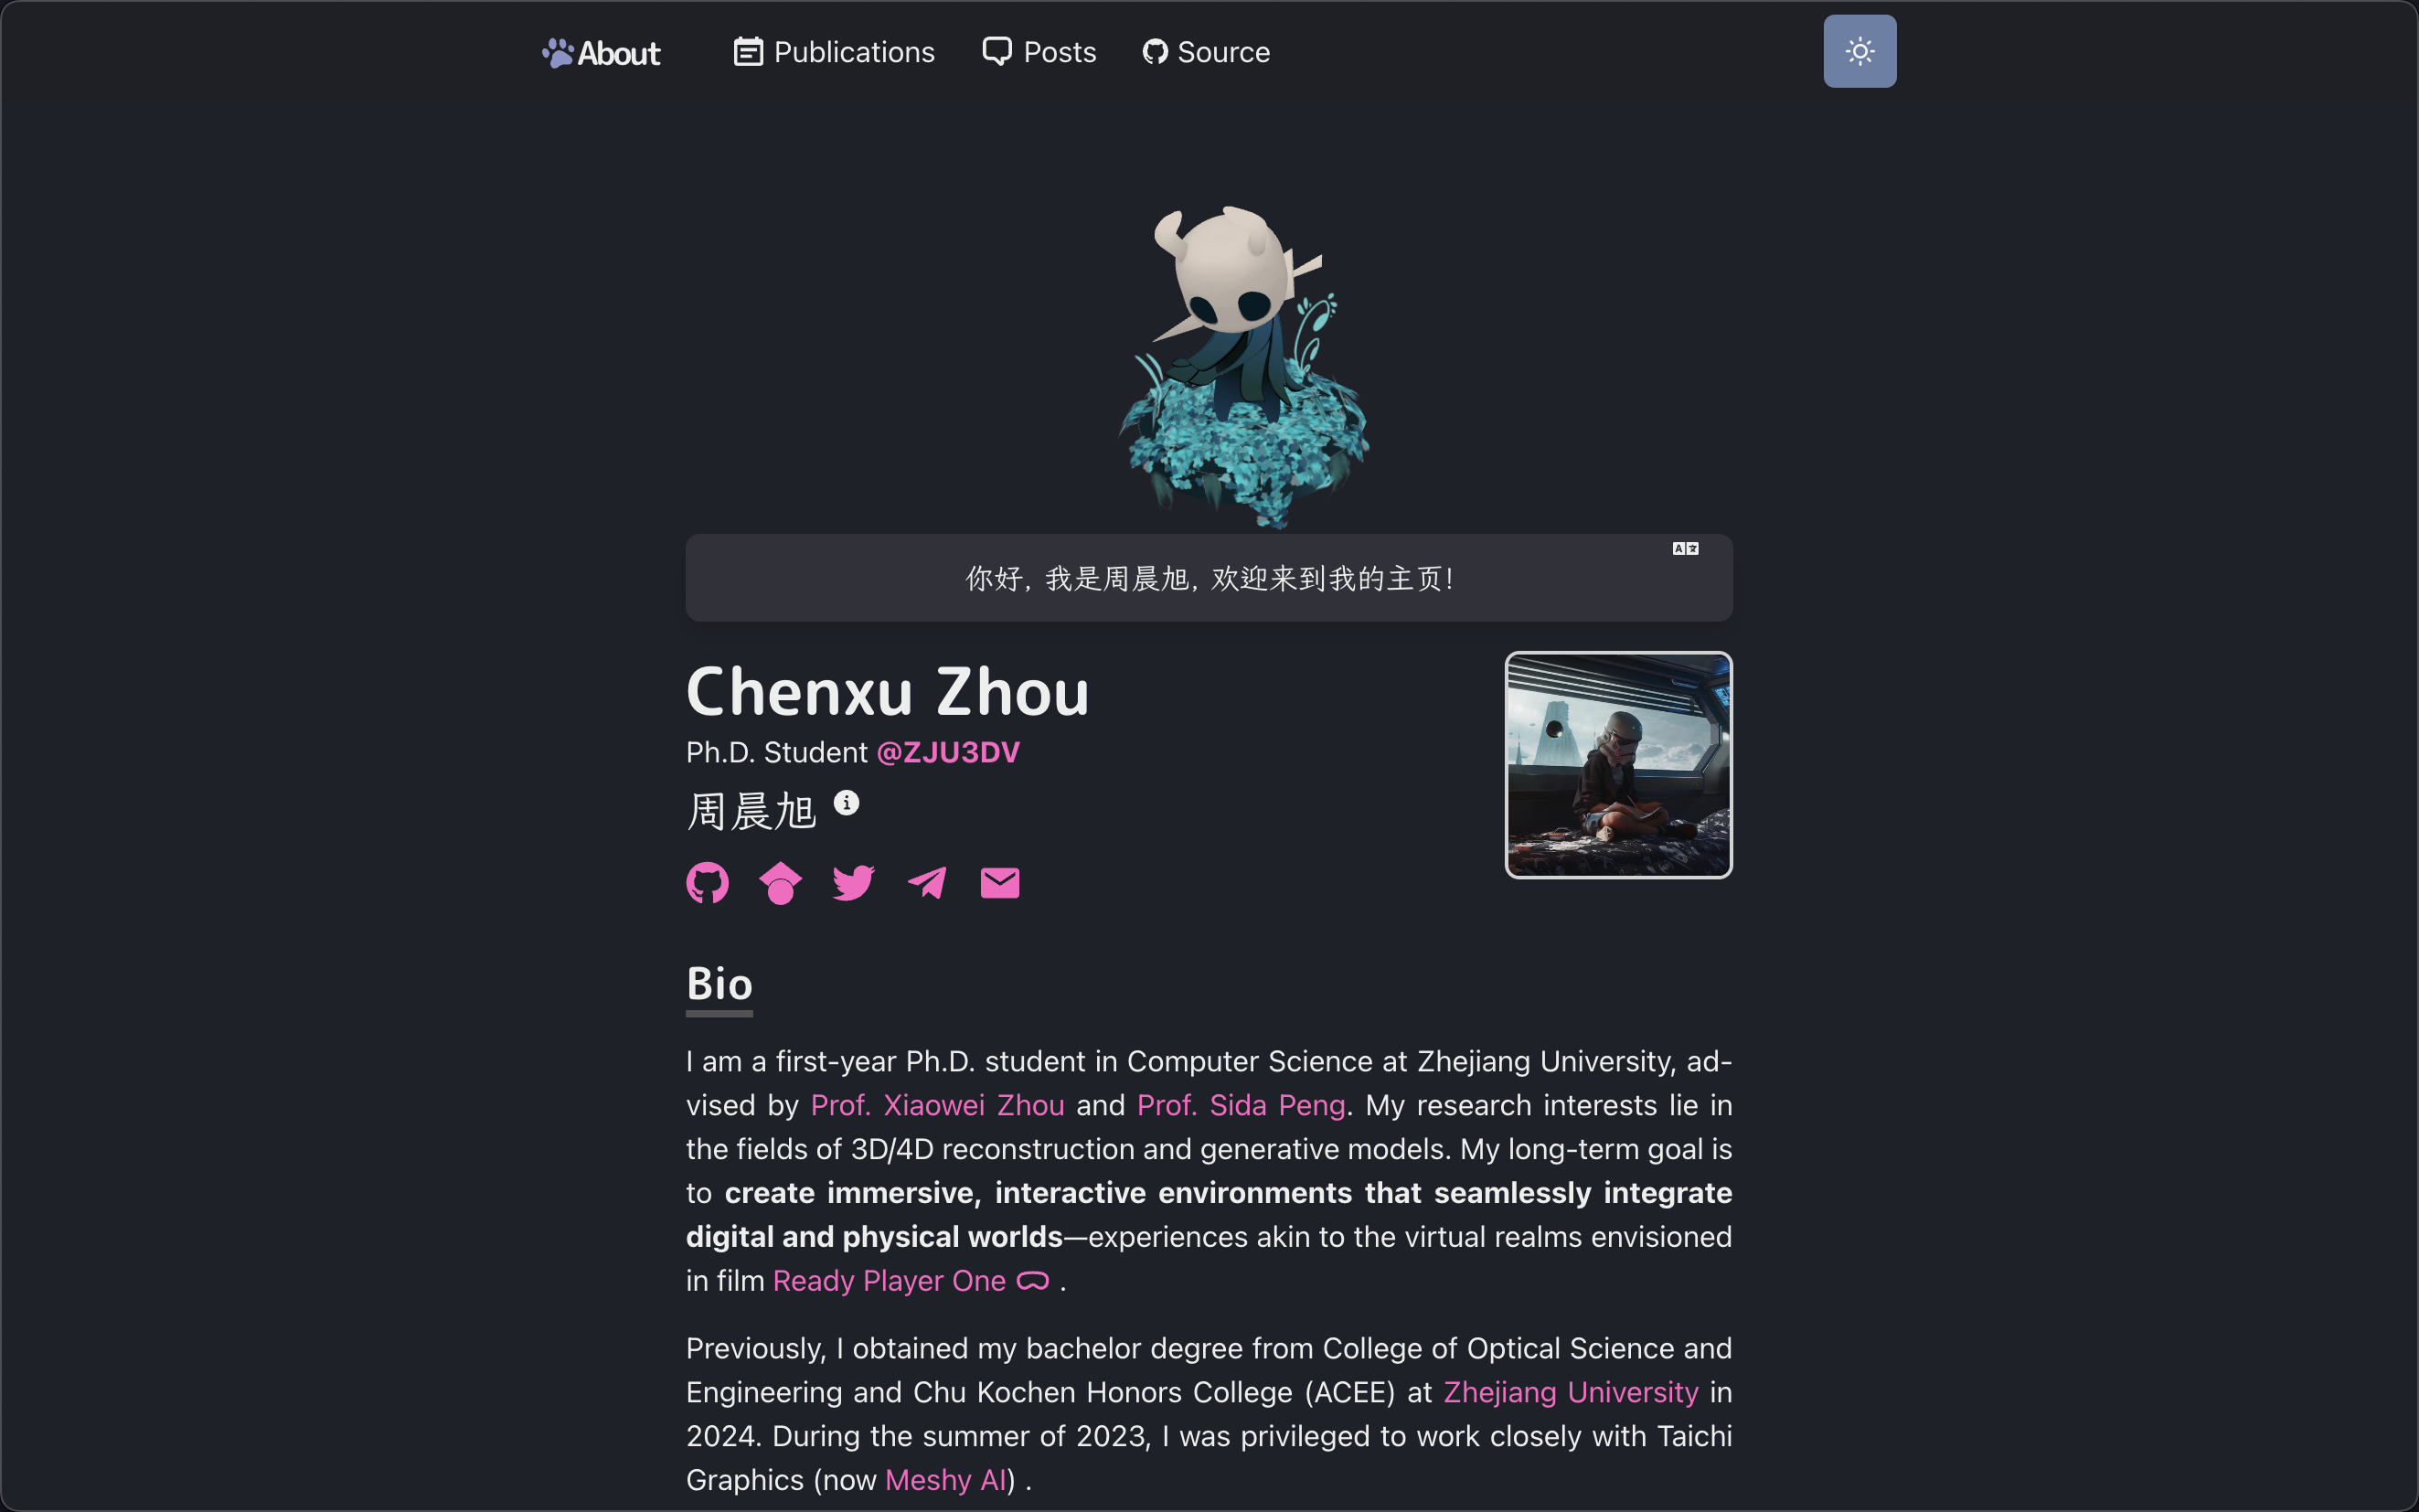 About
Publications
Posts
Source
你好, 我是周晨旭, 欢迎来到我的主页!
Chenxu Zhou
Ph.D. Student @ZJU3DV
周晨旭
Bio
I am a first-year Ph.D. student in Computer Science at Zhejiang University, ad-
vised by Prof. Xiaowei Zhou and Prof. Sida Peng. My research interests lie in
the fields of 3D/4D reconstruction and generative models. My long-term goal is
to create immersive, interactive environments that seamlessly integrate
digital and physical worlds—experiences akin to the virtual realms envisioned
in film Ready Player One .
Previously, I obtained my bachelor degree from College of Optical Science and
Engineering and Chu Kochen Honors College (ACEE) at Zhejiang University in
2024. During the summer of 2023, I was privileged to work closely with Taichi
Graphics (now Meshy AI) .